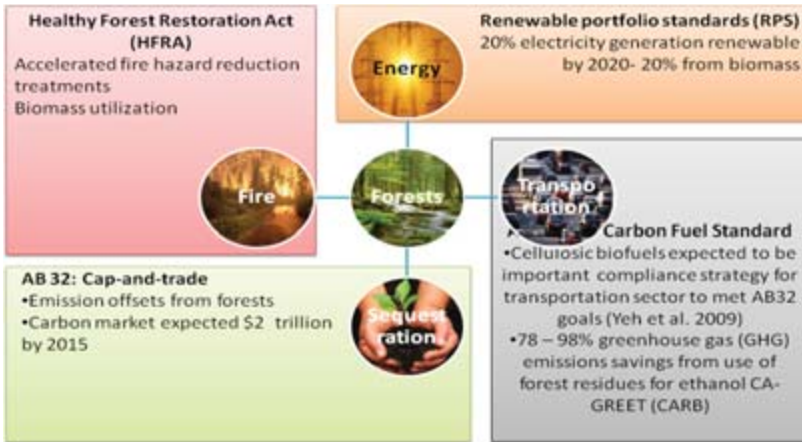 Healthy Forest Restoration Act
(HFRA)
Accelerated fire hazard reduction
treatments
Biomass utilization
Renewable portfolio standards (RPS)
20% electricity generation renewable
by 2020- 20% from biomass
Energy
Fire
Forests
Transpo
rtation
Carbon Fuel Standard
•Cellulosic biofuels expected to be
important compliance strategy for
transportation sector to met AB32
goals (Yeh et al. 2009)
•78 – 98% greenhouse gas (GHG)
emissions savings from use of
forest residues for ethanol CA-
GREET (CARB)
AB 32: Cap-and-trade
•Emission offsets from forests
•Carbon market expected $2 trillion
by 2015
Sequest
ration